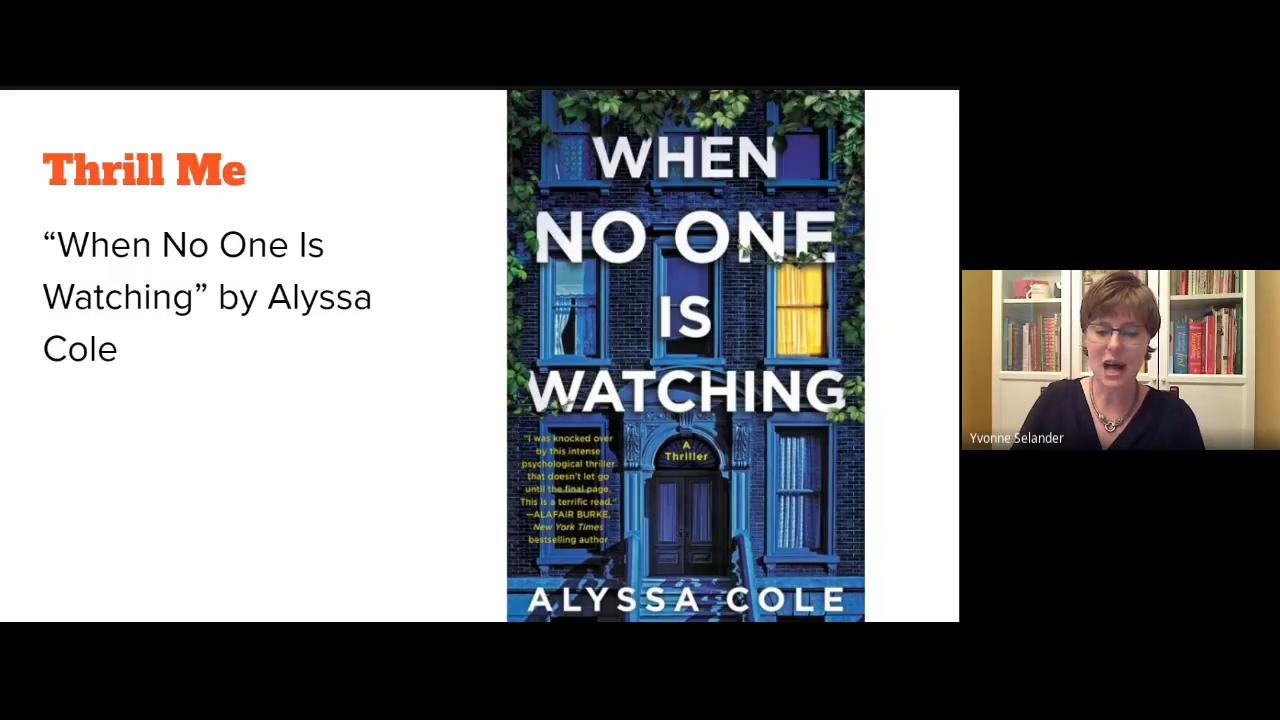 Thrill Me
“When No One Is
Watching” by Alyssa
Cole
WHEN
NO ONE
IS
WATCHING
"I was knocked over
by this intense
psychological thriller
that doesn't let go
until the final page.
This is a terrific read."
—ALAFAIR BURKE,
New York Times
bestselling author
A
Thriller
ALYSSA COLE
Yvonne Selander